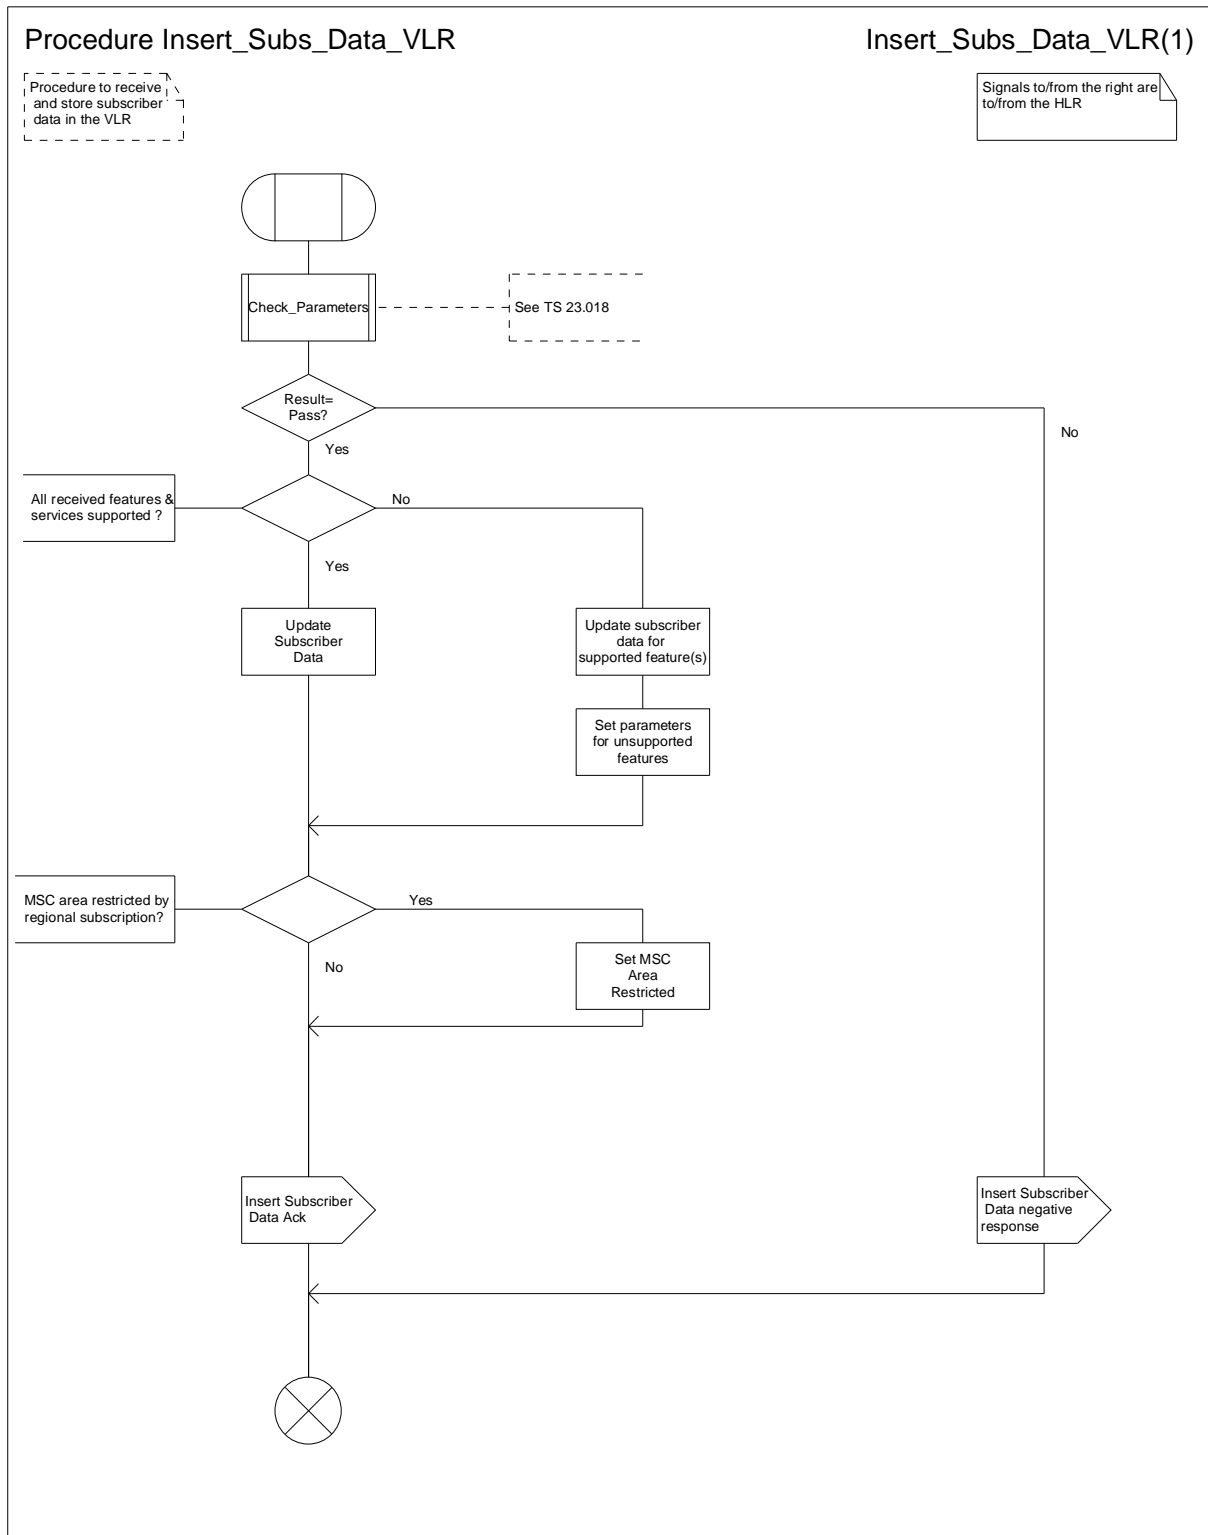 Procedure Insert_Subs_Data_VLR
Insert_Subs_Data_VLR(1)
Procedure to receive
and store subscriber
data in the VLR
Signals to/from the right are
to/from the HLR
Check_Parameters
See TS 23.018
Result=
Pass?
No
Yes
All received features &
services supported ?
No
Yes
Update
Subscriber
Data
Update subscriber
data for
supported feature(s)
Set parameters
for unsupported
features
MSC area restricted by
regional subscription?
Yes
No
Set MSC
Area
Restricted
Insert Subscriber
Data Ack
Insert Subscriber
Data negative
response